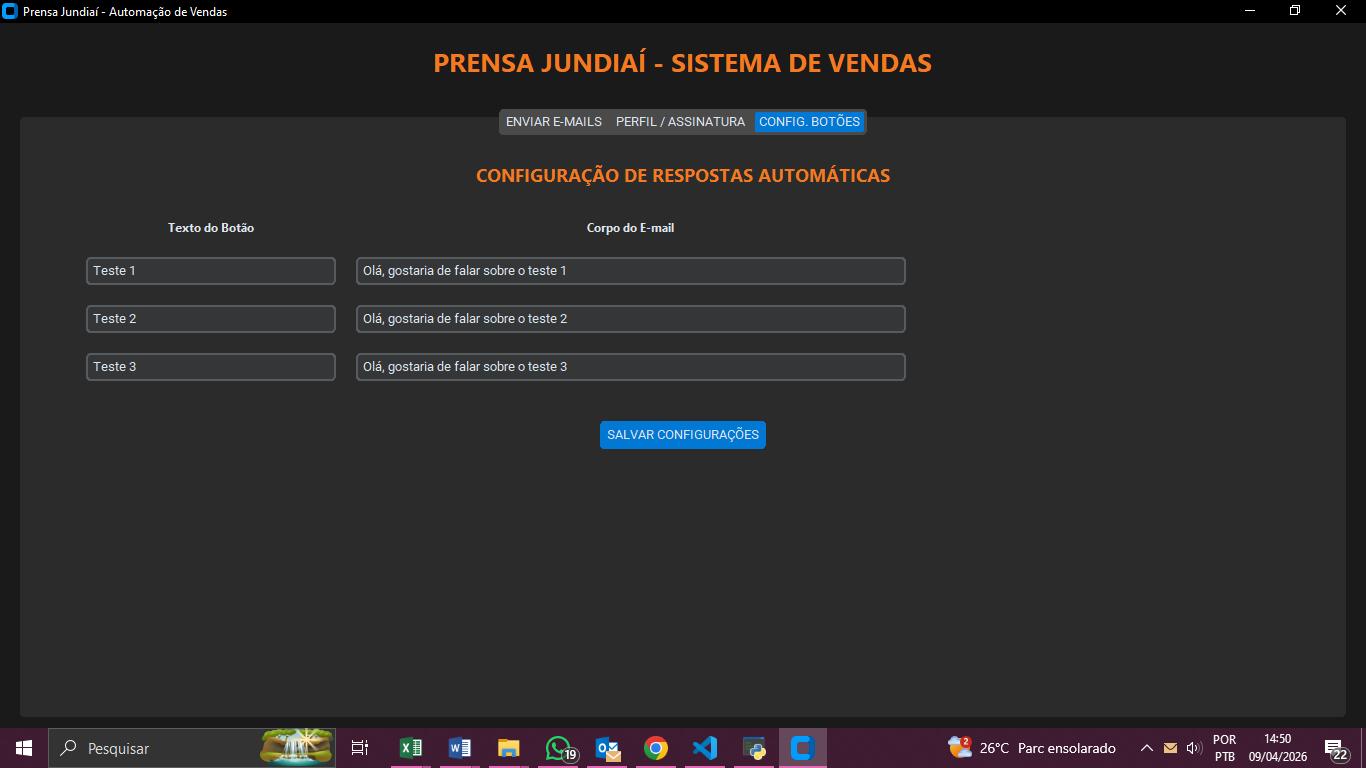 Prensa Jundiaí - Automação de Vendas
PRENSA JUNDIAÍ - SISTEMA DE VENDAS
ENVIAR E-MAILS PERFIL / ASSINATURA CONFIG. BOTÕES
CONFIGURAÇÃO DE RESPOSTAS AUTOMÁTICAS
Texto do Botão Corpo do E-mail
Teste 1 Olá, gostaria de falar sobre o teste 1
Teste 2 Olá, gostaria de falar sobre o teste 2
Teste 3 Olá, gostaria de falar sobre o teste 3
SALVAR CONFIGURAÇÕES
Pesquisar 19 2 26°C Parc ensolarado POR 14:50
PTB 09/04/2026 22